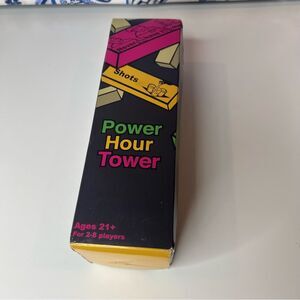 Shots
Power
Hour
Tower
Ages 21+
For 2-8 players